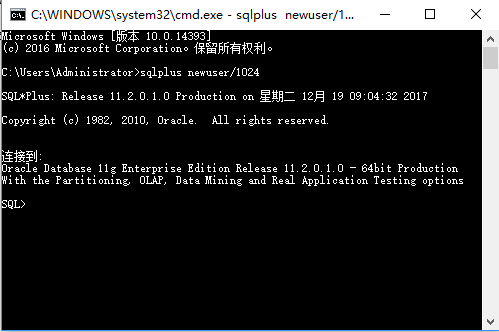 C:\WINDOWS\system32\cmd.exe - sqlplus newuser/1...
Microsoft Windows [版本 10.0.14393]
(c) 2016 Microsoft Corporation。保留所有权利。
C:\Users\Administrator>sqlplus newuser/1024
SQL*Plus: Release 11.2.0.1.0 Production on 星期二 12月 19 09:04:32 2017
Copyright (c) 1982, 2010, Oracle.  All rights reserved.
连接到:
Oracle Database 11g Enterprise Edition Release 11.2.0.1.0 - 64bit Production
With the Partitioning, OLAP, Data Mining and Real Application Testing options
SQL>